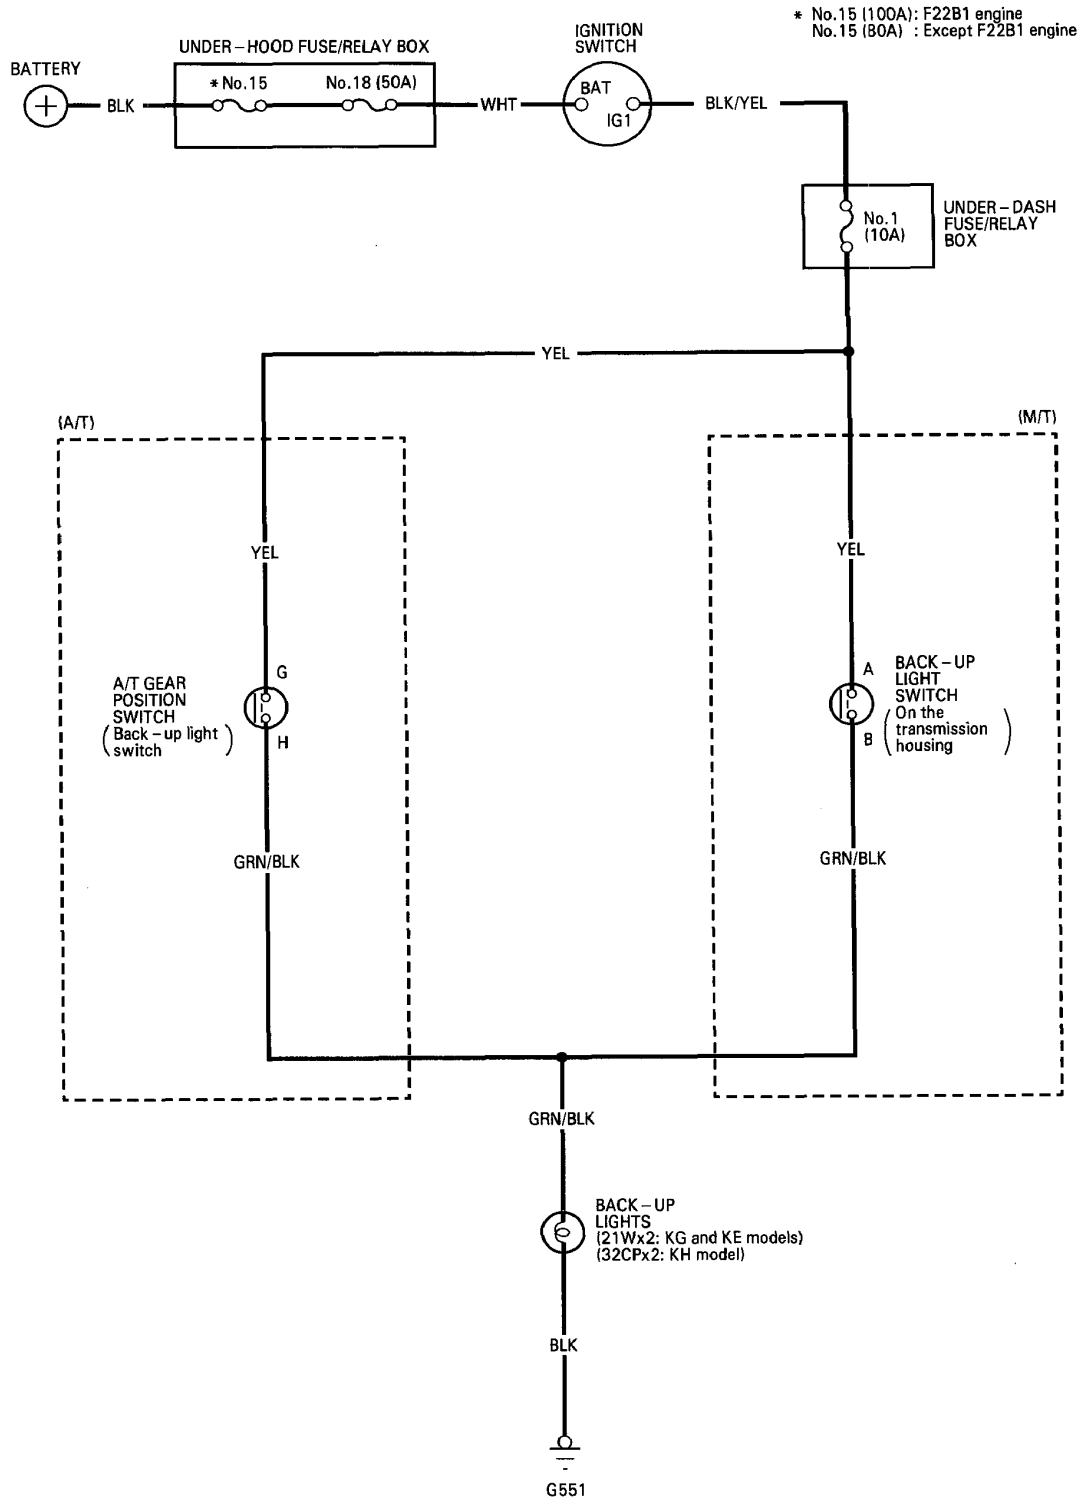 * No.15 (100A): F22B1 engine
No.15 (80A) : Except F22B1 engine
UNDER-HOOD FUSE/RELAY BOX
IGNITION
SWITCH
BATTERY
* No.15
No.18 (50A)
BAT
IG1
BLK
WHT
BLK/YEL
+
No.1
(10A)
UNDER-DASH
FUSE/RELAY
BOX
YEL
(A/T)
(M/T)
YEL
YEL
G
A/T GEAR
POSITION
SWITCH
(Back-up light
switch)
H
A
BACK-UP
LIGHT
SWITCH
(On the
transmission
housing)
B
GRN/BLK
GRN/BLK
GRN/BLK
BACK-UP
LIGHTS
(21Wx2: KG and KE models)
(32CPx2: KH model)
BLK
G551